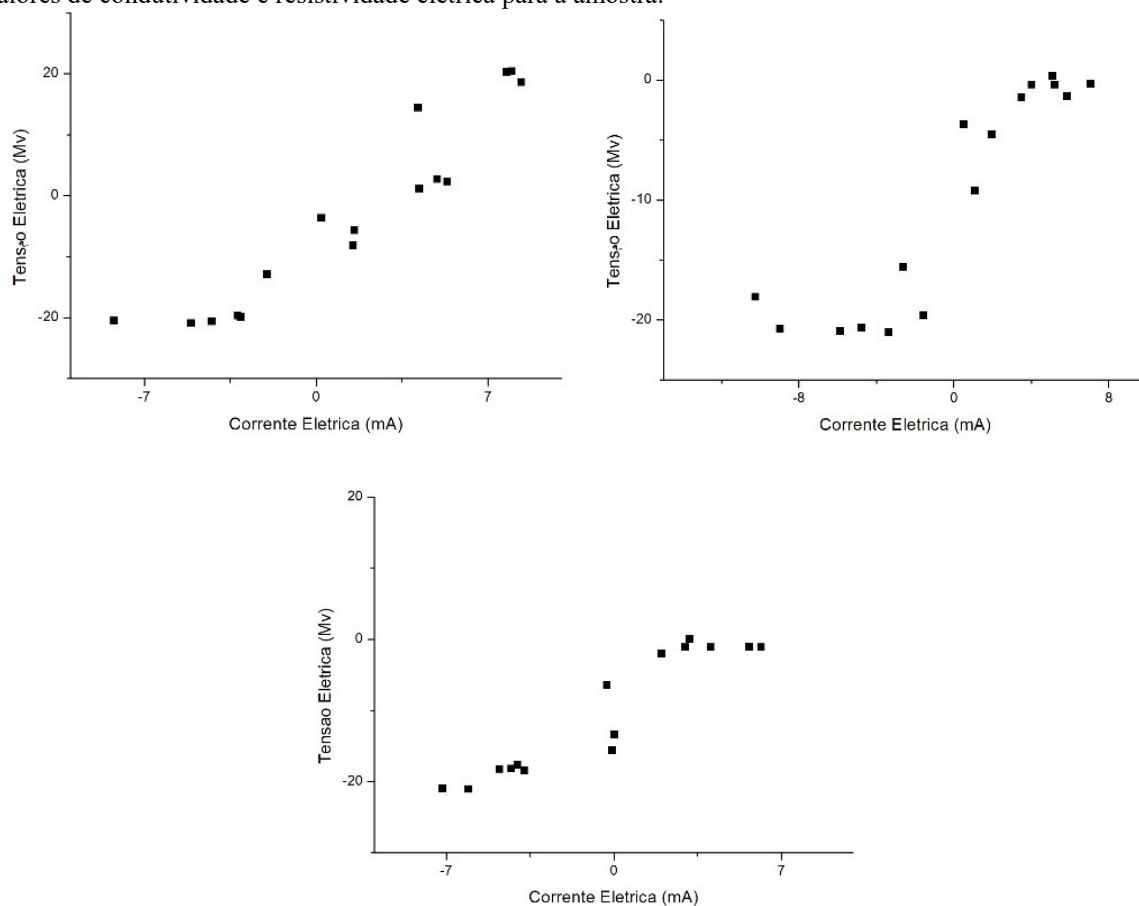 valores de condutividade e resistividade elétrica para a amostra.
20
0
-20
Tens o Eletrica (Mv)
-7
0
7
Corrente Eletrica (mA)
0
-10
-20
Tens o Eletrica (Mv)
-8
0
8
Corrente Eletrica (mA)
20
0
-20
Tensao Eletrica (Mv)
-7
0
7
Corrente Eletrica (mA)